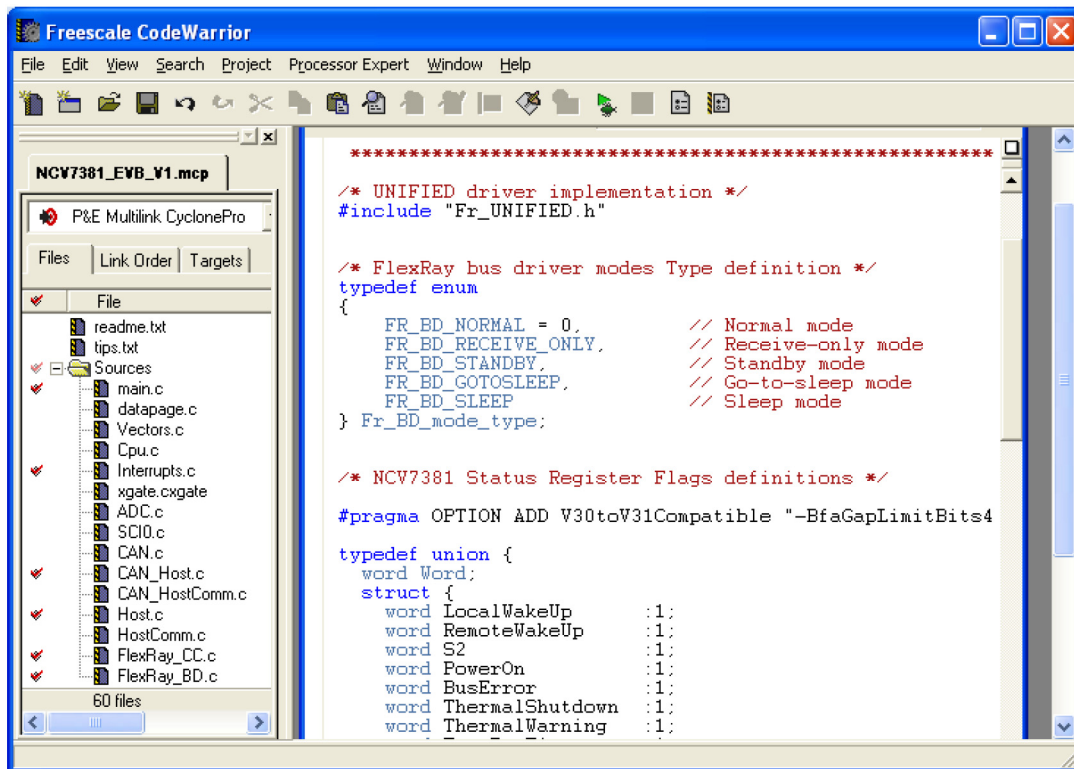 Freescale CodeWarrior
File Edit View Search Project Processor Expert Window Help
NCV7381_EVB_V1.mcp
P&E Multilink CyclonePro
Files Link Order Targets
File
readme.txt
tips.txt
Sources
main.c
datapage.c
Vectors.c
Cpu.c
Interrupts.c
xgate.cxgate
ADC.c
SCI0.c
CAN.c
CAN_Host.c
CAN_HostComm.c
Host.c
HostComm.c
FlexRay_CC.c
FlexRay_BD.c
60 files
*******************************************************
/* UNIFIED driver implementation */
#include "Fr_UNIFIED.h"
/* FlexRay bus driver modes Type definition */
typedef enum
{
FR_BD_NORMAL = 0, // Normal mode
FR_BD_RECEIVE_ONLY, // Receive-only mode
FR_BD_STANDBY, // Standby mode
FR_BD_GOTOSLEEP, // Go-to-sleep mode
FR_BD_SLEEP // Sleep mode
} Fr_BD_mode_type;
/* NCV7381 Status Register Flags definitions */
#pragma OPTION ADD V30toV31Compatible "-BfaGapLimitBits4
typedef union {
word Word;
struct {
word LocalWakeUp :1;
word RemoteWakeUp :1;
word S2 :1;
word PowerOn :1;
word BusError :1;
word ThermalShutdown :1;
word ThermalWarning :1;